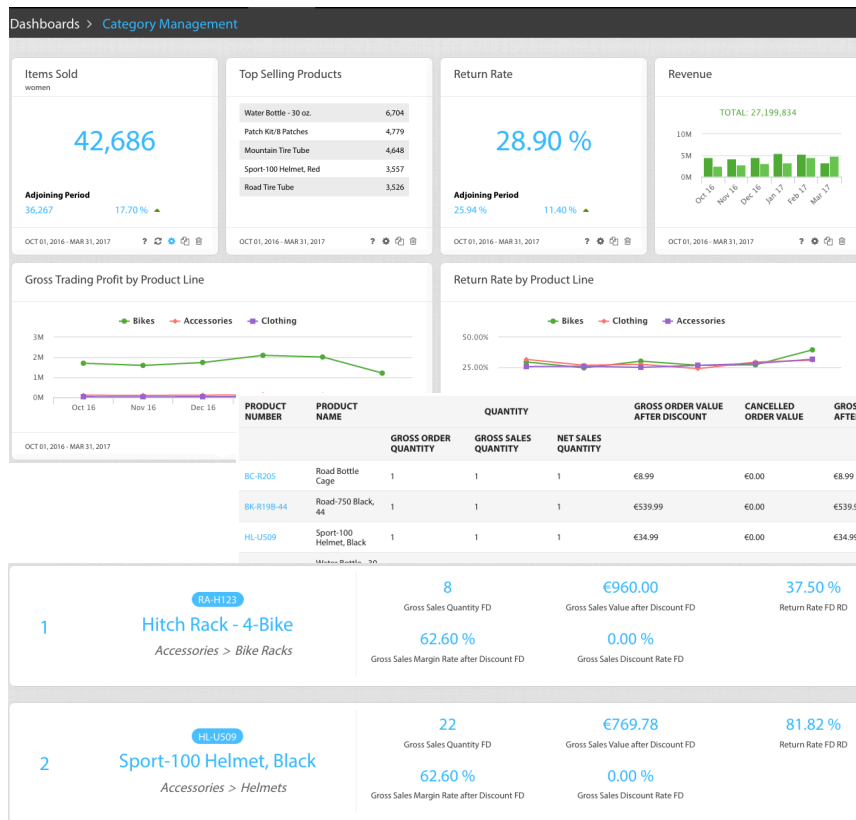 Dashboards > Category Management
Items Sold
women
42,686
Adjoining Period
36,267 17.70 %
OCT 01, 2016 - MAR 31, 2017
?
Top Selling Products
Water Bottle - 30 oz. 6,704
Patch Kit/8 Patches 4,779
Mountain Tire Tube 4,648
Sport-100 Helmet, Red 3,557
Road Tire Tube 3,526
OCT 01, 2016 - MAR 31, 2017
?
Return Rate
28.90 %
Adjoining Period
25.94 % 11.40 %
OCT 01, 2016 - MAR 31, 2017
?
Revenue
TOTAL: 27,199,834
10M
5M
0M
Oct 16 Nov 16 Dec 16 Jan 17 Feb 17 Mar 17
OCT 01, 2016 - MAR 31, 2017
?
Gross Trading Profit by Product Line
Bikes Accessories Clothing
3M
2M
1M
0M
Oct 16 Nov 16 Dec 16
OCT 01, 2016 - MAR 31, 2017
Return Rate by Product Line
Bikes Clothing Accessories
50.00%
25.00%
PRODUCT NUMBER
PRODUCT NAME
QUANTITY
GROSS ORDER VALUE AFTER DISCOUNT
CANCELLED ORDER VALUE
GROSS ORDER QUANTITY
GROSS SALES QUANTITY
NET SALES QUANTITY
BC-R205 Road Bottle Cage 1 1 1 €8.99 €0.00 €8.99
BK-R19B-44 Road-750 Black, 44 1 1 1 €539.99 €0.00 €539.9
HL-U509 Sport-100 Helmet, Black 1 1 1 €34.99 €0.00 €34.99
Water Bottle - 30
1
RA-H123
Hitch Rack - 4-Bike
Accessories > Bike Racks
8
Gross Sales Quantity FD
€960.00
Gross Sales Value after Discount FD
37.50 %
Return Rate FD RD
62.60 %
Gross Sales Margin Rate after Discount FD
0.00 %
Gross Sales Discount Rate FD
2
HL-U509
Sport-100 Helmet, Black
Accessories > Helmets
22
Gross Sales Quantity FD
€769.78
Gross Sales Value after Discount FD
81.82 %
Return Rate FD RD
62.60 %
Gross Sales Margin Rate after Discount FD
0.00 %
Gross Sales Discount Rate FD